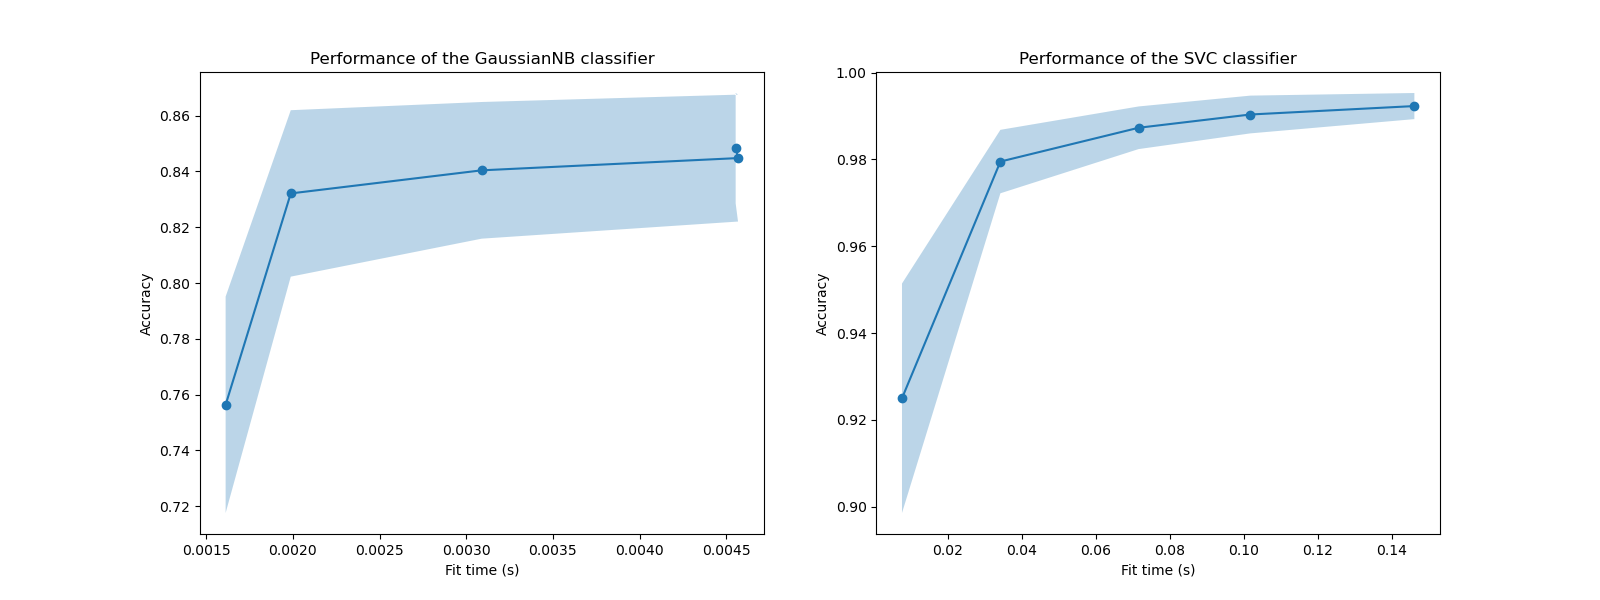 Performance of the GaussianNB classifier
Accuracy
0.86
0.84
0.82
0.80
0.78
0.76
0.74
0.72
0.0015 0.0020 0.0025 0.0030 0.0035 0.0040 0.0045
Fit time (s)
Performance of the SVC classifier
Accuracy
1.00
0.98
0.96
0.94
0.92
0.90
0.02 0.04 0.06 0.08 0.10 0.12 0.14
Fit time (s)